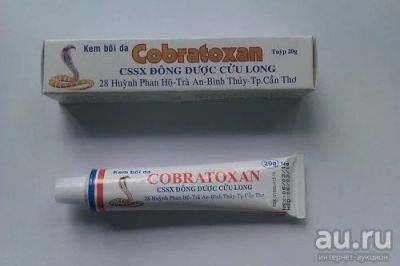 Kem bôi da
Cobratoxan
Tuýp 20g
CSSX ĐÔNG DƯỢC CỬU LONG
28 Huỳnh Phan Hộ-Trà An-Bình Thủy-Tp.Cần Thơ
Kem bôi da
20g
COBRATOXAN
CSSX ĐÔNG DƯỢC CỬU LONG
28 Huỳnh Phan Hộ-Trà An-Bình Thủy-Tp.Cần Thơ
au.ru
интернет-аукцион